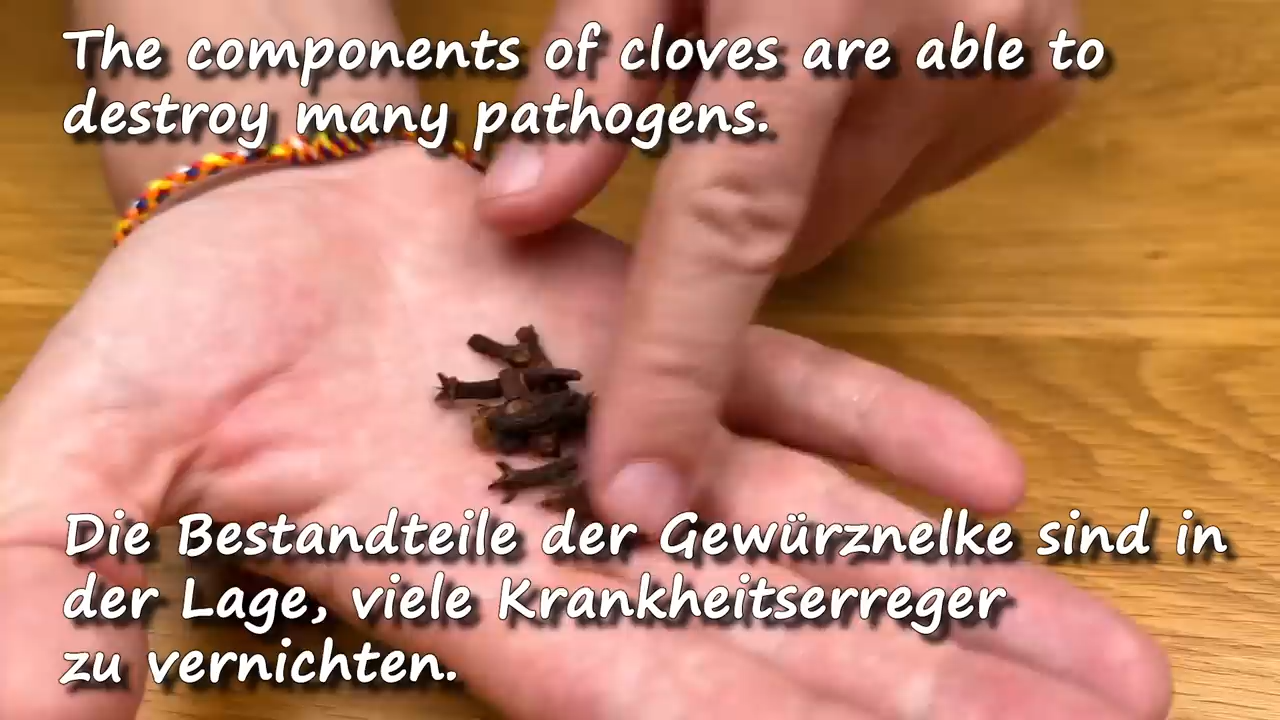 The components of cloves are able to
destroy many pathogens.
Die Bestandteile der Gewürznelke sind in
der Lage, viele Krankheitserreger
zu vernichten.